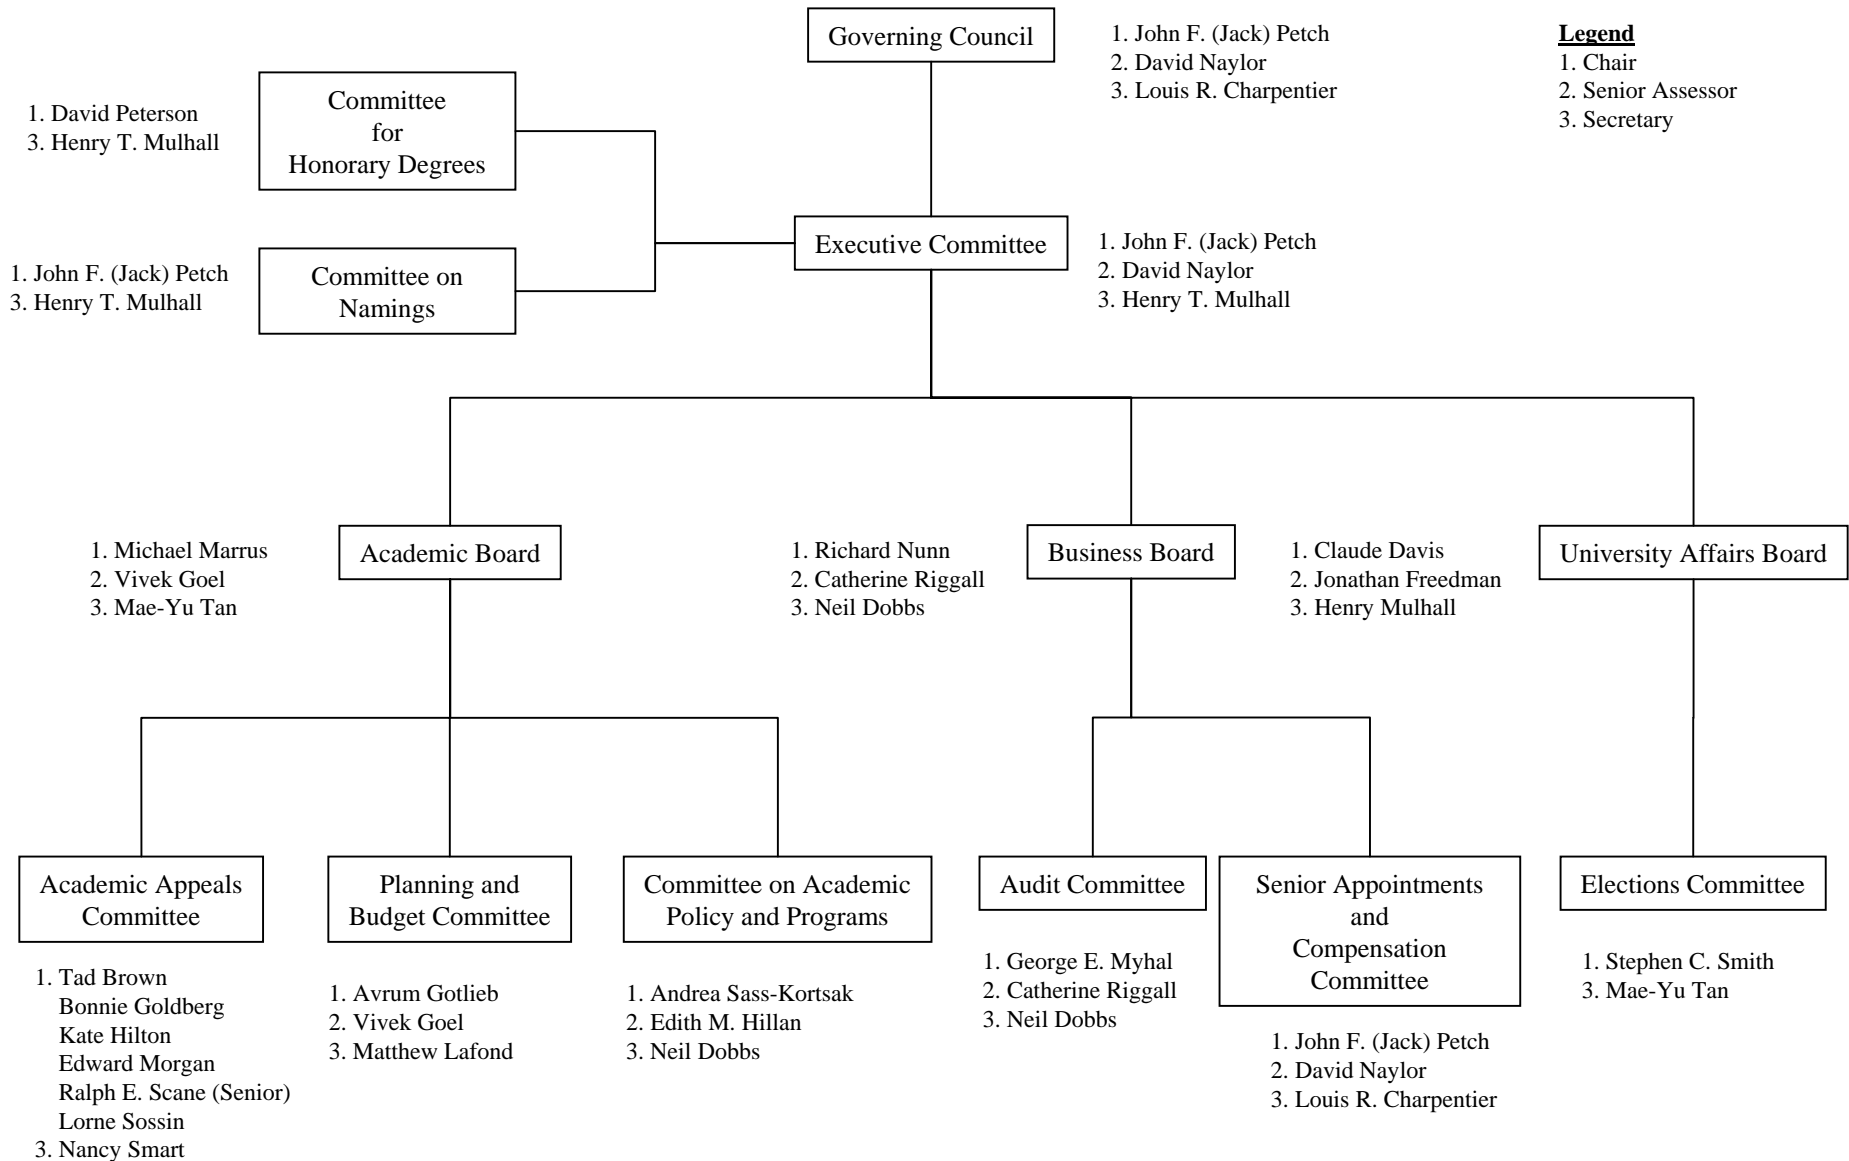 Governing Council
1. John F. (Jack) Petch
2. David Naylor
3. Louis R. Charpentier
Legend
1. Chair
2. Senior Assessor
3. Secretary
1. David Peterson
3. Henry T. Mulhall
Committee
for
Honorary Degrees
1. John F. (Jack) Petch
3. Henry T. Mulhall
Committee on
Namings
Executive Committee
1. John F. (Jack) Petch
2. David Naylor
3. Henry T. Mulhall
1. Michael Marrus
2. Vivek Goel
3. Mae-Yu Tan
Academic Board
1. Richard Nunn
2. Catherine Riggall
3. Neil Dobbs
Business Board
1. Claude Davis
2. Jonathan Freedman
3. Henry Mulhall
University Affairs Board
Academic Appeals
Committee
1. Tad Brown
Bonnie Goldberg
Kate Hilton
Edward Morgan
Ralph E. Scane (Senior)
Lorne Sossin
3. Nancy Smart
Planning and
Budget Committee
1. Avrum Gotlieb
2. Vivek Goel
3. Matthew Lafond
Committee on Academic
Policy and Programs
1. Andrea Sass-Kortsak
2. Edith M. Hillan
3. Neil Dobbs
Audit Committee
1. George E. Myhal
2. Catherine Riggall
3. Neil Dobbs
Senior Appointments
and
Compensation
Committee
1. John F. (Jack) Petch
2. David Naylor
3. Louis R. Charpentier
Elections Committee
1. Stephen C. Smith
3. Mae-Yu Tan